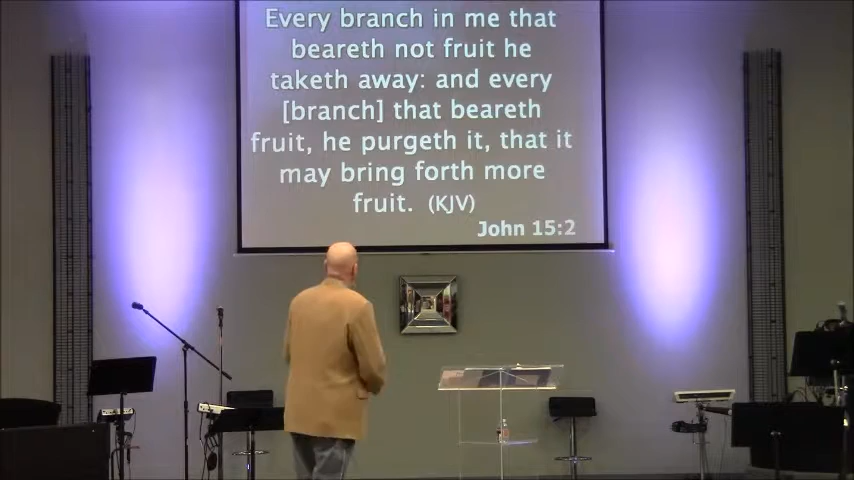 Every branch in me that
beareth not fruit he
taketh away: and every
[branch] that beareth
fruit, he purgeth it, that it
may bring forth more
fruit. (KJV)
John 15:2